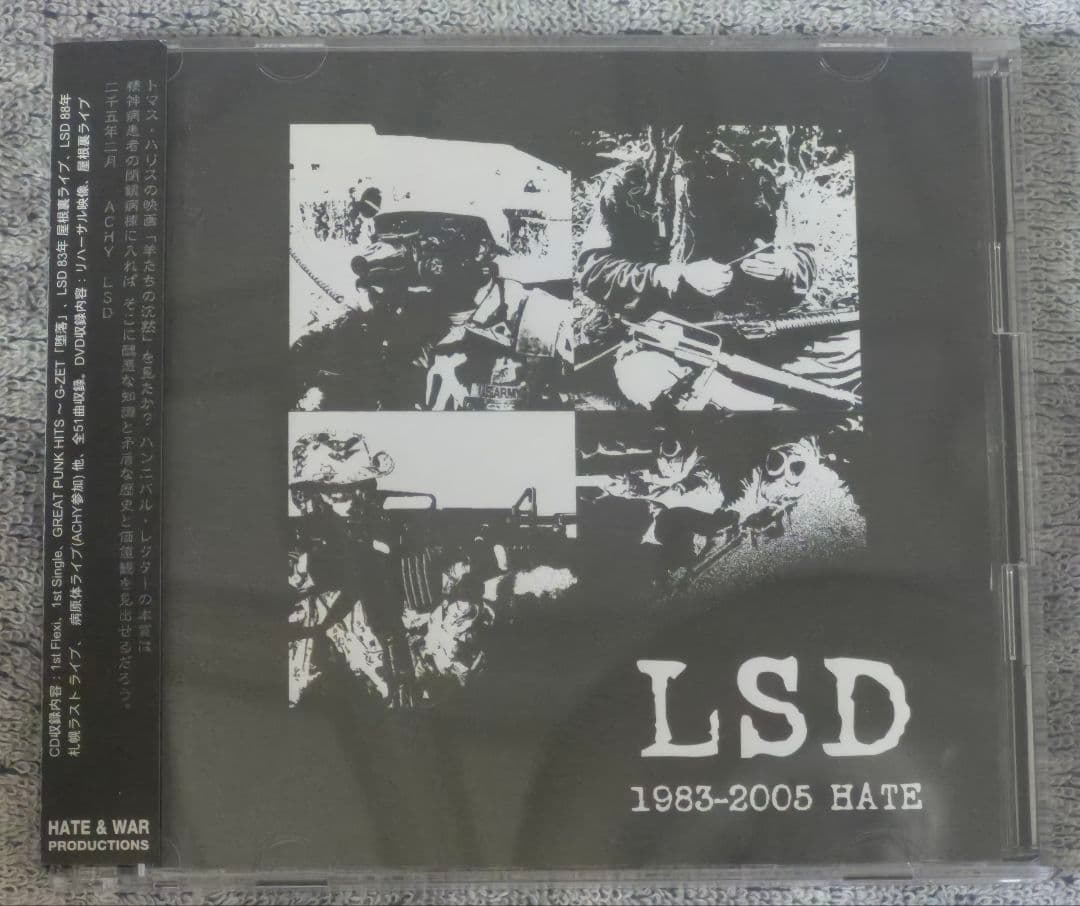 トマス・ハリスの映画「羊たちの沈黙」を見たか?ハンニバル・レクターの本質は
精神病患者の閉鎖病棟に入れば そこに醜悪な知識と矛盾な歴史と価値観を見出せるだろう。
二千五年二月 ACHY LSD
CD収録内容:1st Flexi、1st Single、GREAT PUNK HITS ~ G-ZET「堕落」、LSD 83年 屋根裏ライブ、LSD 88年
札幌ラストライブ、病原体ライブ(ACHY参加) 他、全51曲収録。DVD収録内容:リハーサル映像、屋根裏ライブ
HATE & WAR
PRODUCTIONS
U.S.ARMY
LSD
1983-2005 HATE